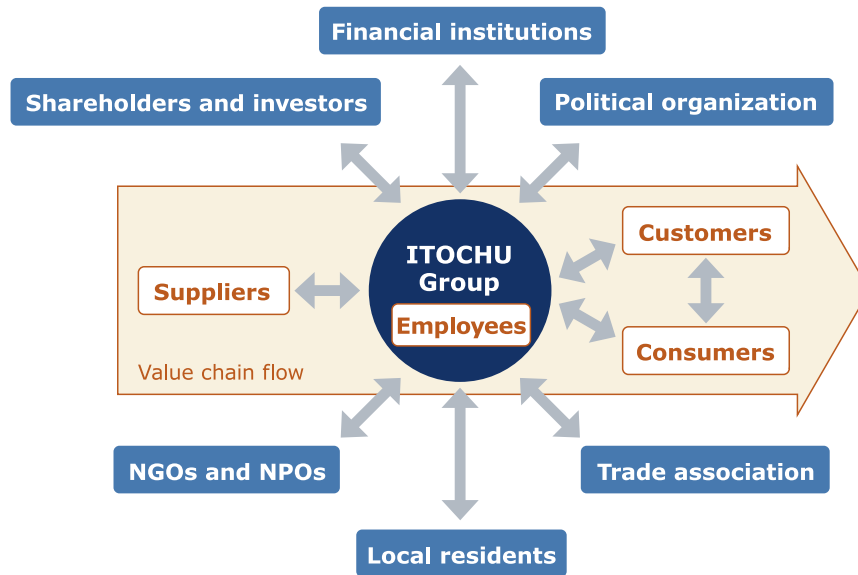 Financial institutions
Shareholders and investors
Political organization
ITOCHU
Group
Employees
Suppliers
Customers
Consumers
Value chain flow
NGOs and NPOs
Trade association
Local residents